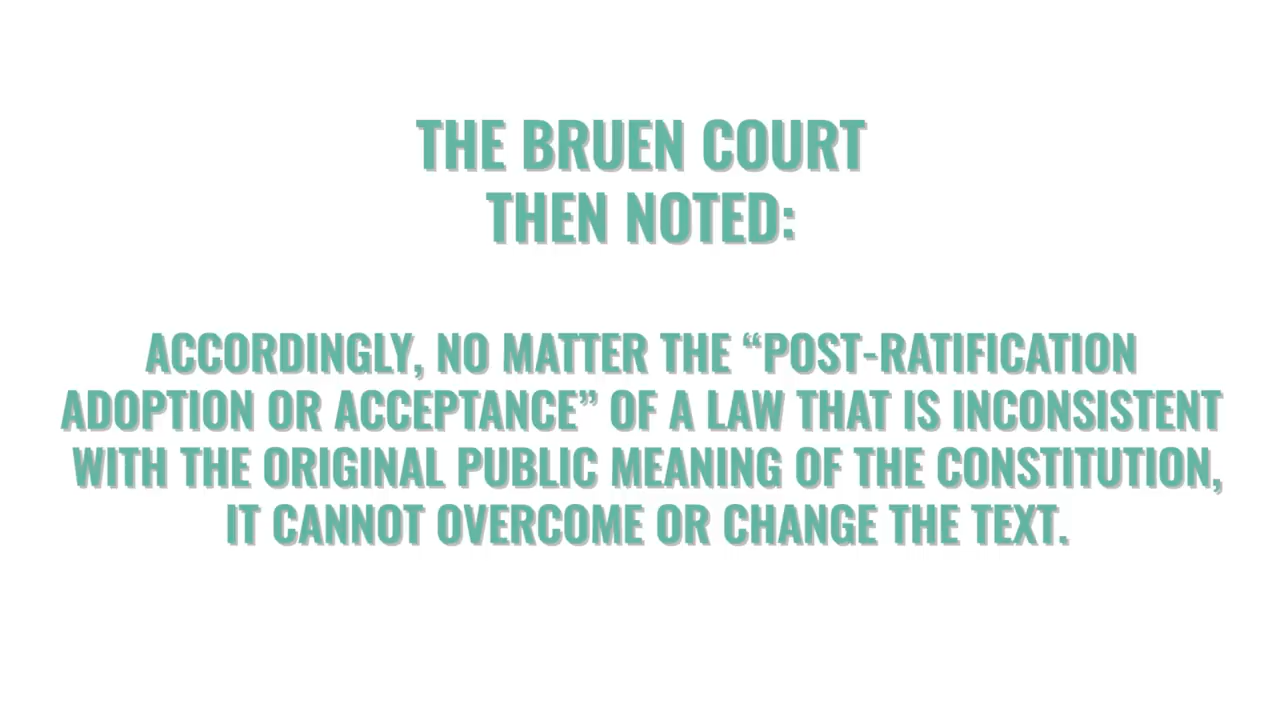 THE BRUEN COURT
THEN NOTED:
ACCORDINGLY, NO MATTER THE “POST-RATIFICATION
ADOPTION OR ACCEPTANCE” OF A LAW THAT IS INCONSISTENT
WITH THE ORIGINAL PUBLIC MEANING OF THE CONSTITUTION,
IT CANNOT OVERCOME OR CHANGE THE TEXT.